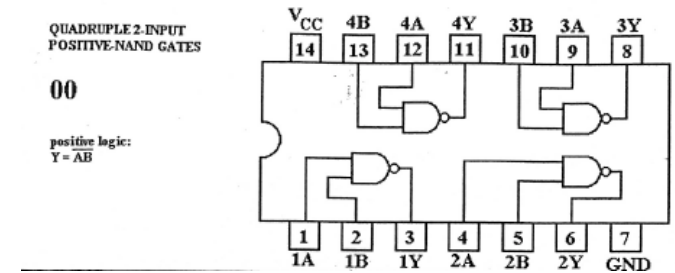 QUADRUPLE 2-INPUT
POSITIVE-NAND GATES
00
positive logic:
Y = A̅B̅
VCC 4B 4A 4Y 3B 3A 3Y
14 13 12 11 10 9 8
1 2 3 4 5 6 7
1A 1B 1Y 2A 2B 2Y GND